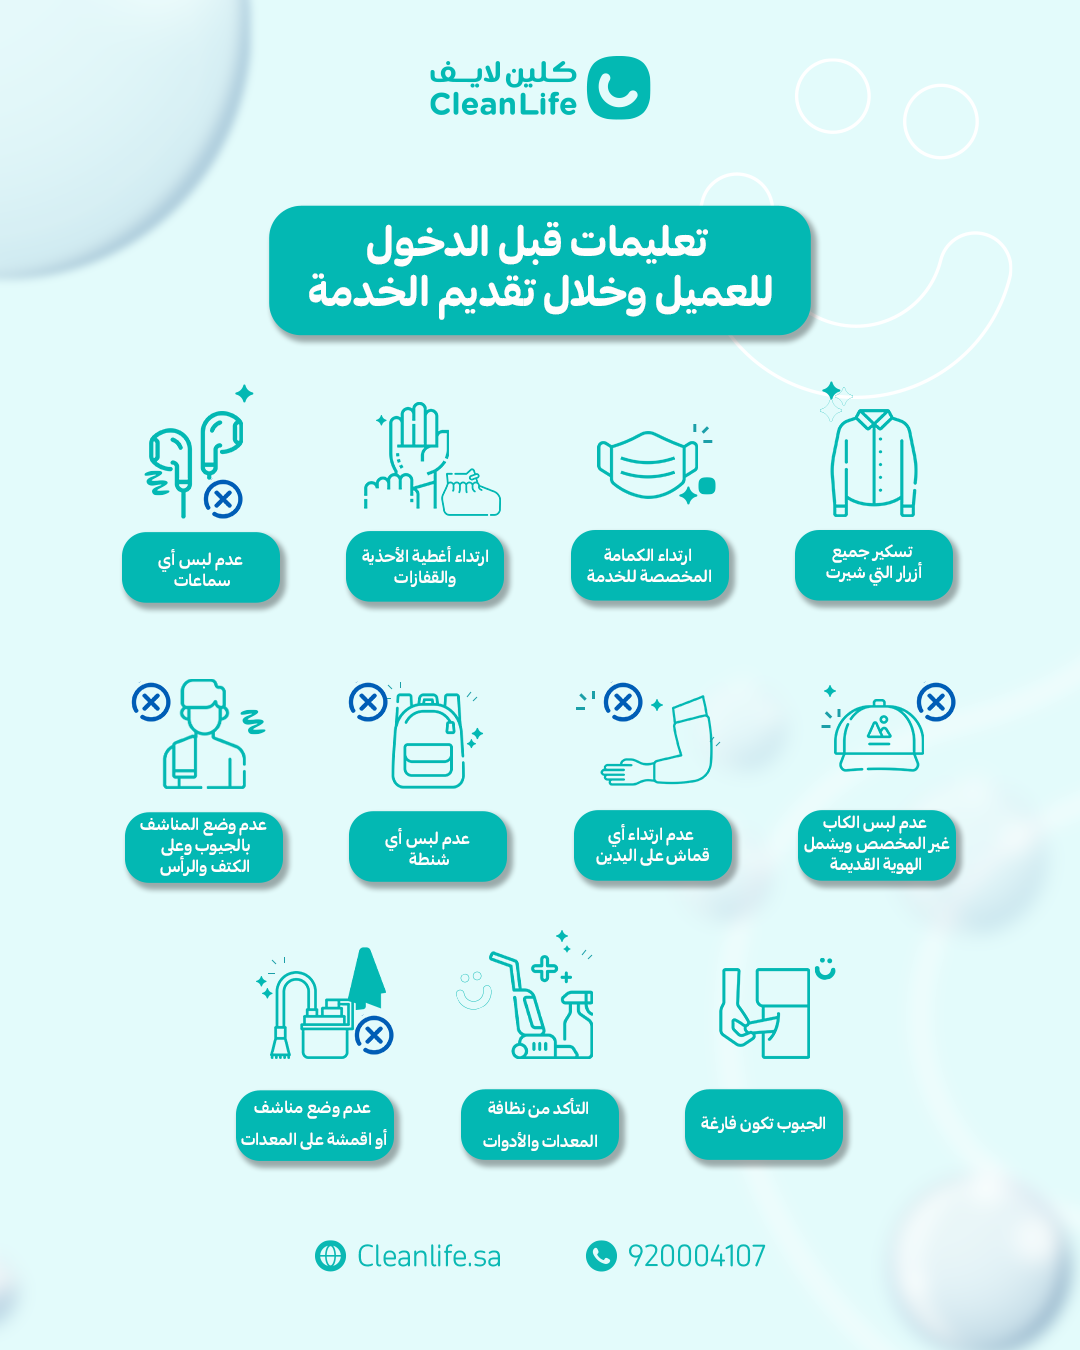 كلين لايف
CleanLife
تعليمات قبل الدخول
للعميل وخلال تقديم الخدمة
تسكير جميع
أزرار التي شيرت
ارتداء الكمامة
المخصصة للخدمة
ارتداء أغطية الأحذية
والقفازات
عدم لبس أي
سماعات
عدم لبس الكاب
غير المخصص ويشمل
الهوية القديمة
عدم ارتداء أي
قماش على اليدين
عدم لبس أي
شنطة
عدم وضع المناشف
بالجيوب وعلى
الكتف والرأس
الجيوب تكون فارغة
التأكد من نظافة
المعدات والأدوات
عدم وضع مناشف
أو اقمشة على المعدات
920004107
Cleanlife.sa